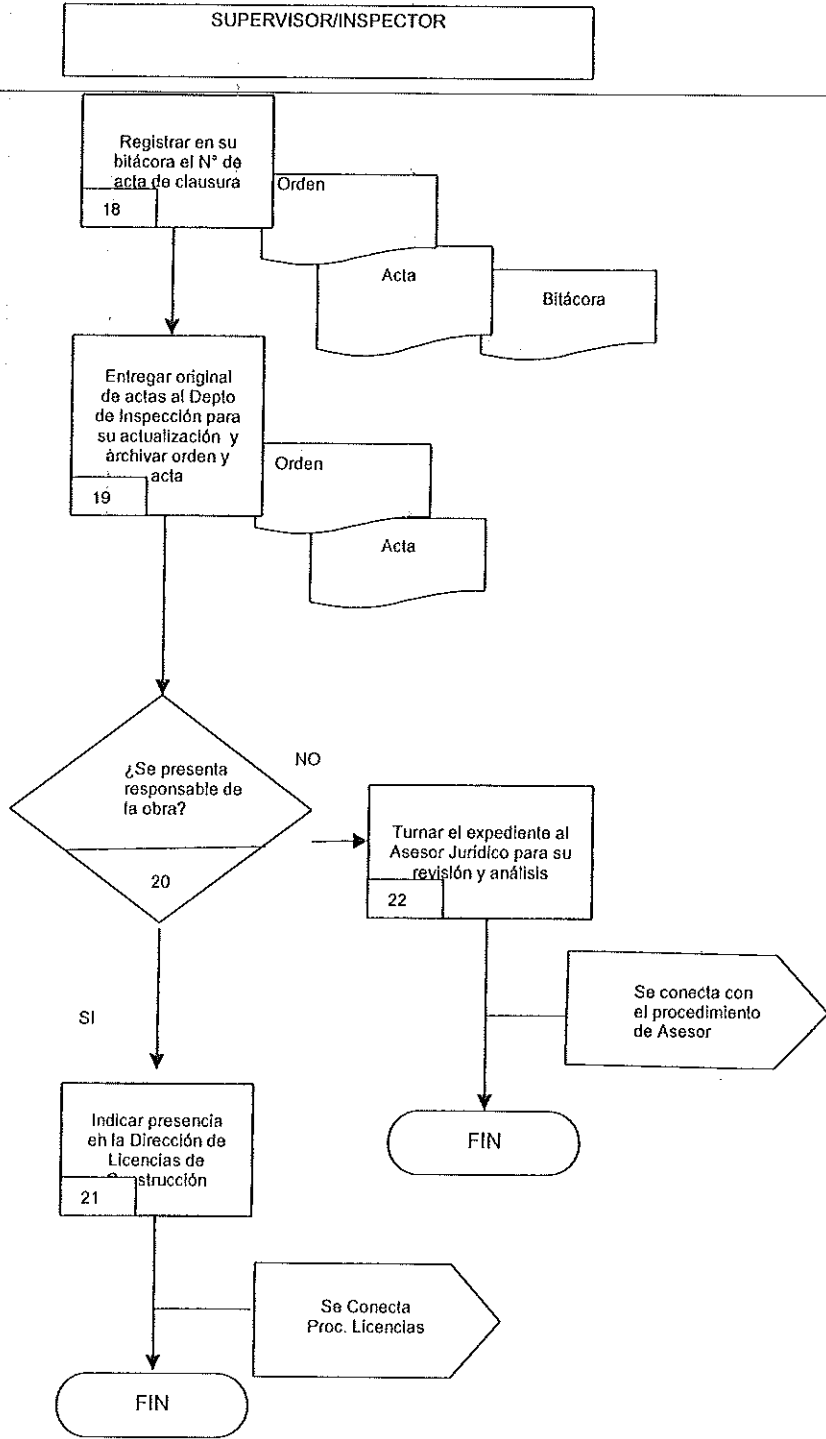 SUPERVISOR/INSPECTOR
Registrar en su
bitácora el N° de
acta de clausura
18
Orden
Acta
Bitácora
Entregar original
de actas al Depto
de Inspección para
su actualización y
archivar orden y
acta
19
Orden
Acta
¿Se presenta
responsable de
la obra?
20
NO
Turnar el expediente al
Asesor Jurídico para su
revisión y análisis
22
Se conecta con
el procedimiento
de Asesor
FIN
SI
Indicar presencia
en la Dirección de
Licencias de
21
Se Conecta
Proc. Licencias
FIN